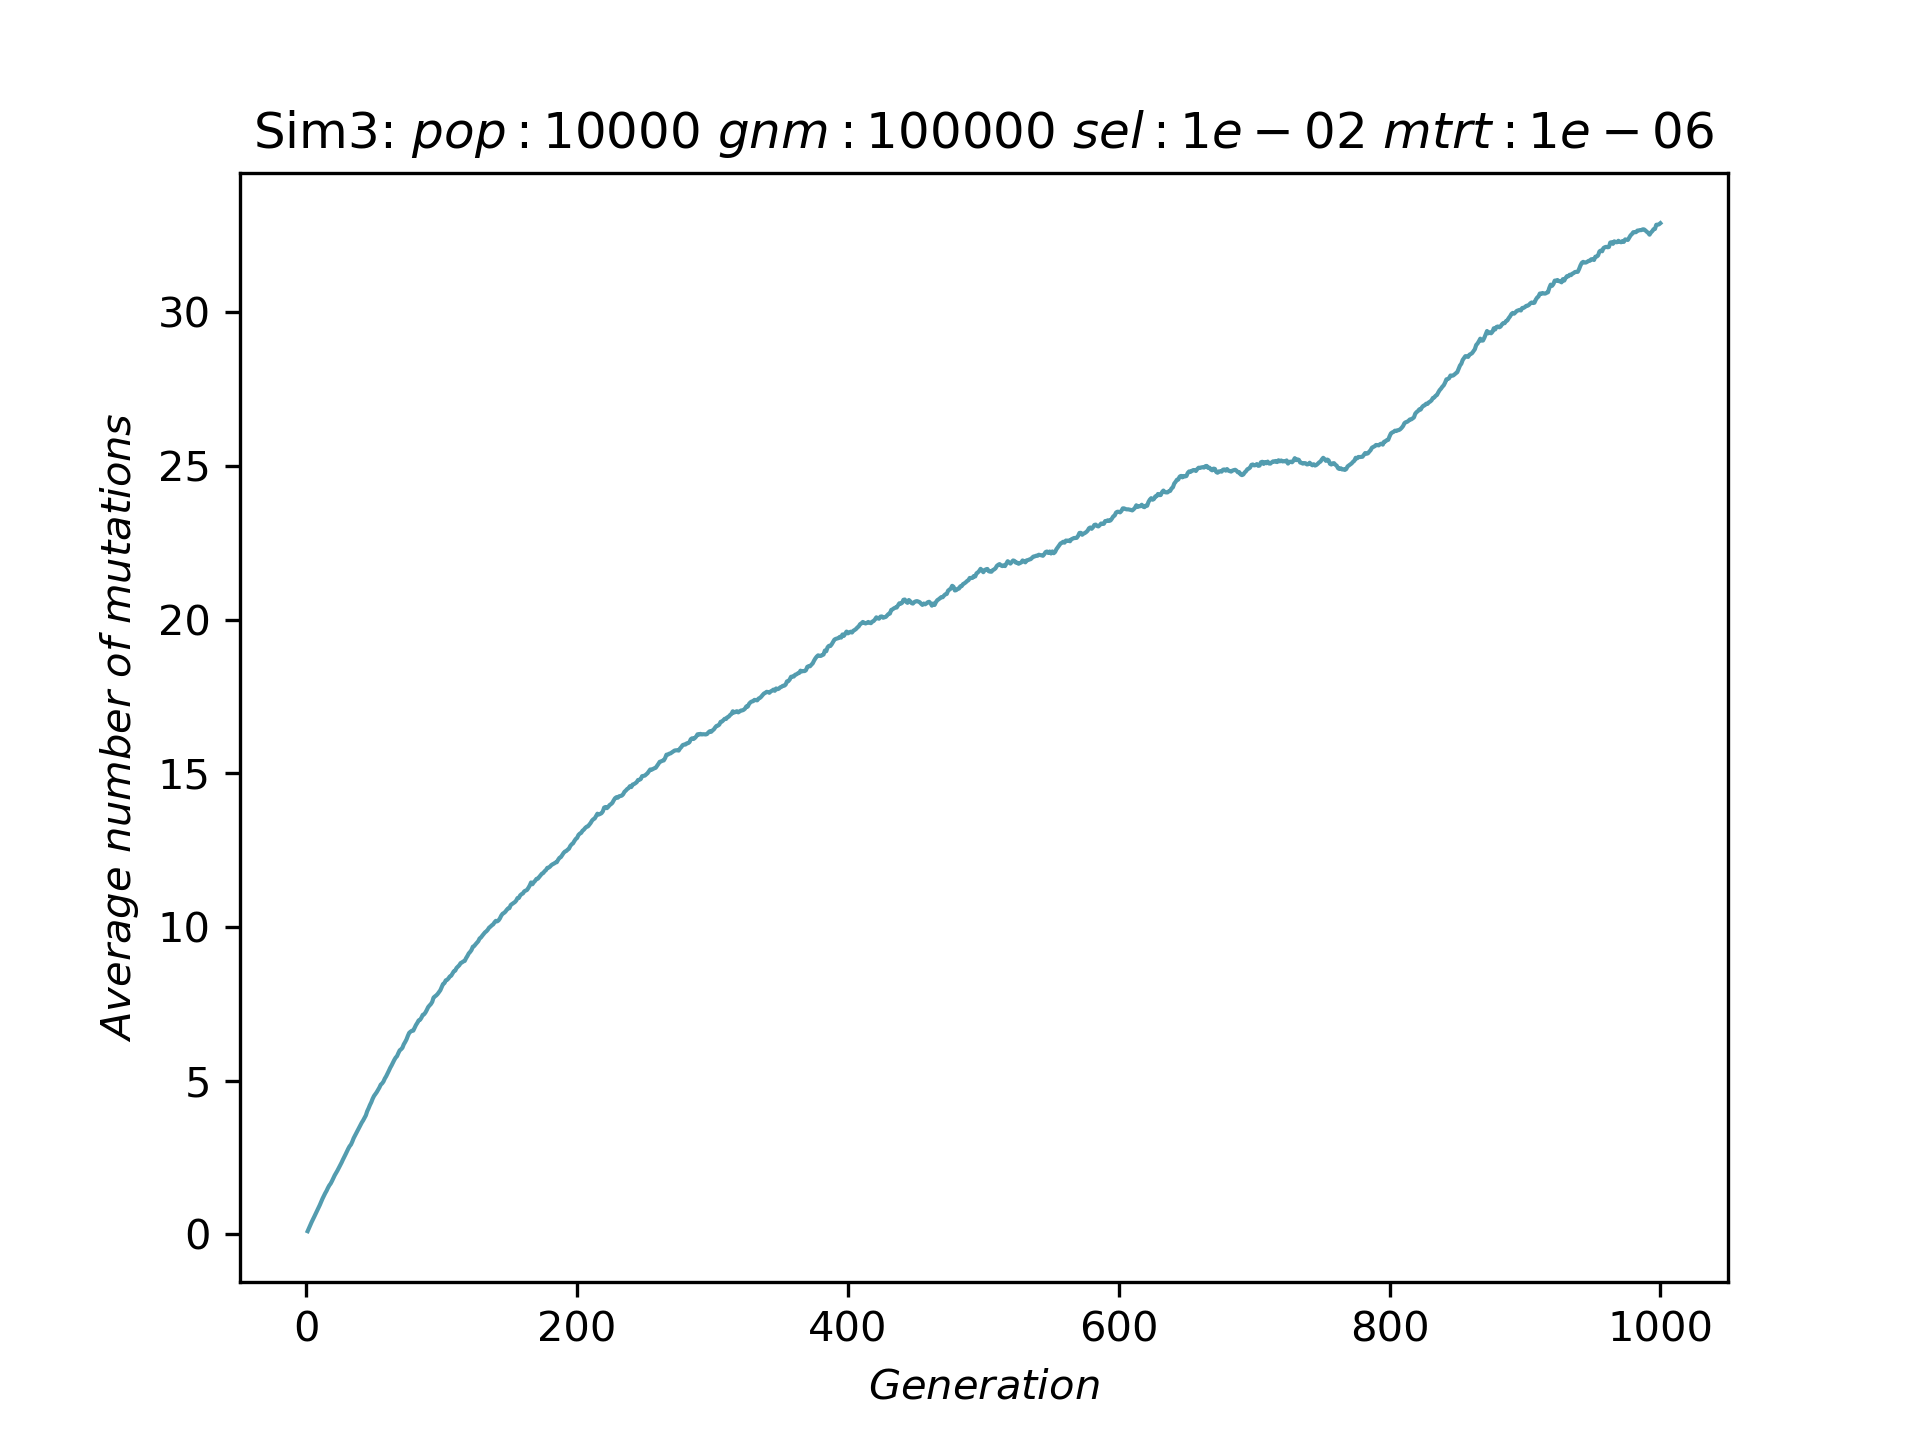 Sim3: pop : 10000 gnm : 100000 sel : 1e − 02 mtrt : 1e − 06
Average number of mutations
30
25
20
15
10
5
0
0 200 400 600 800 1000
Generation